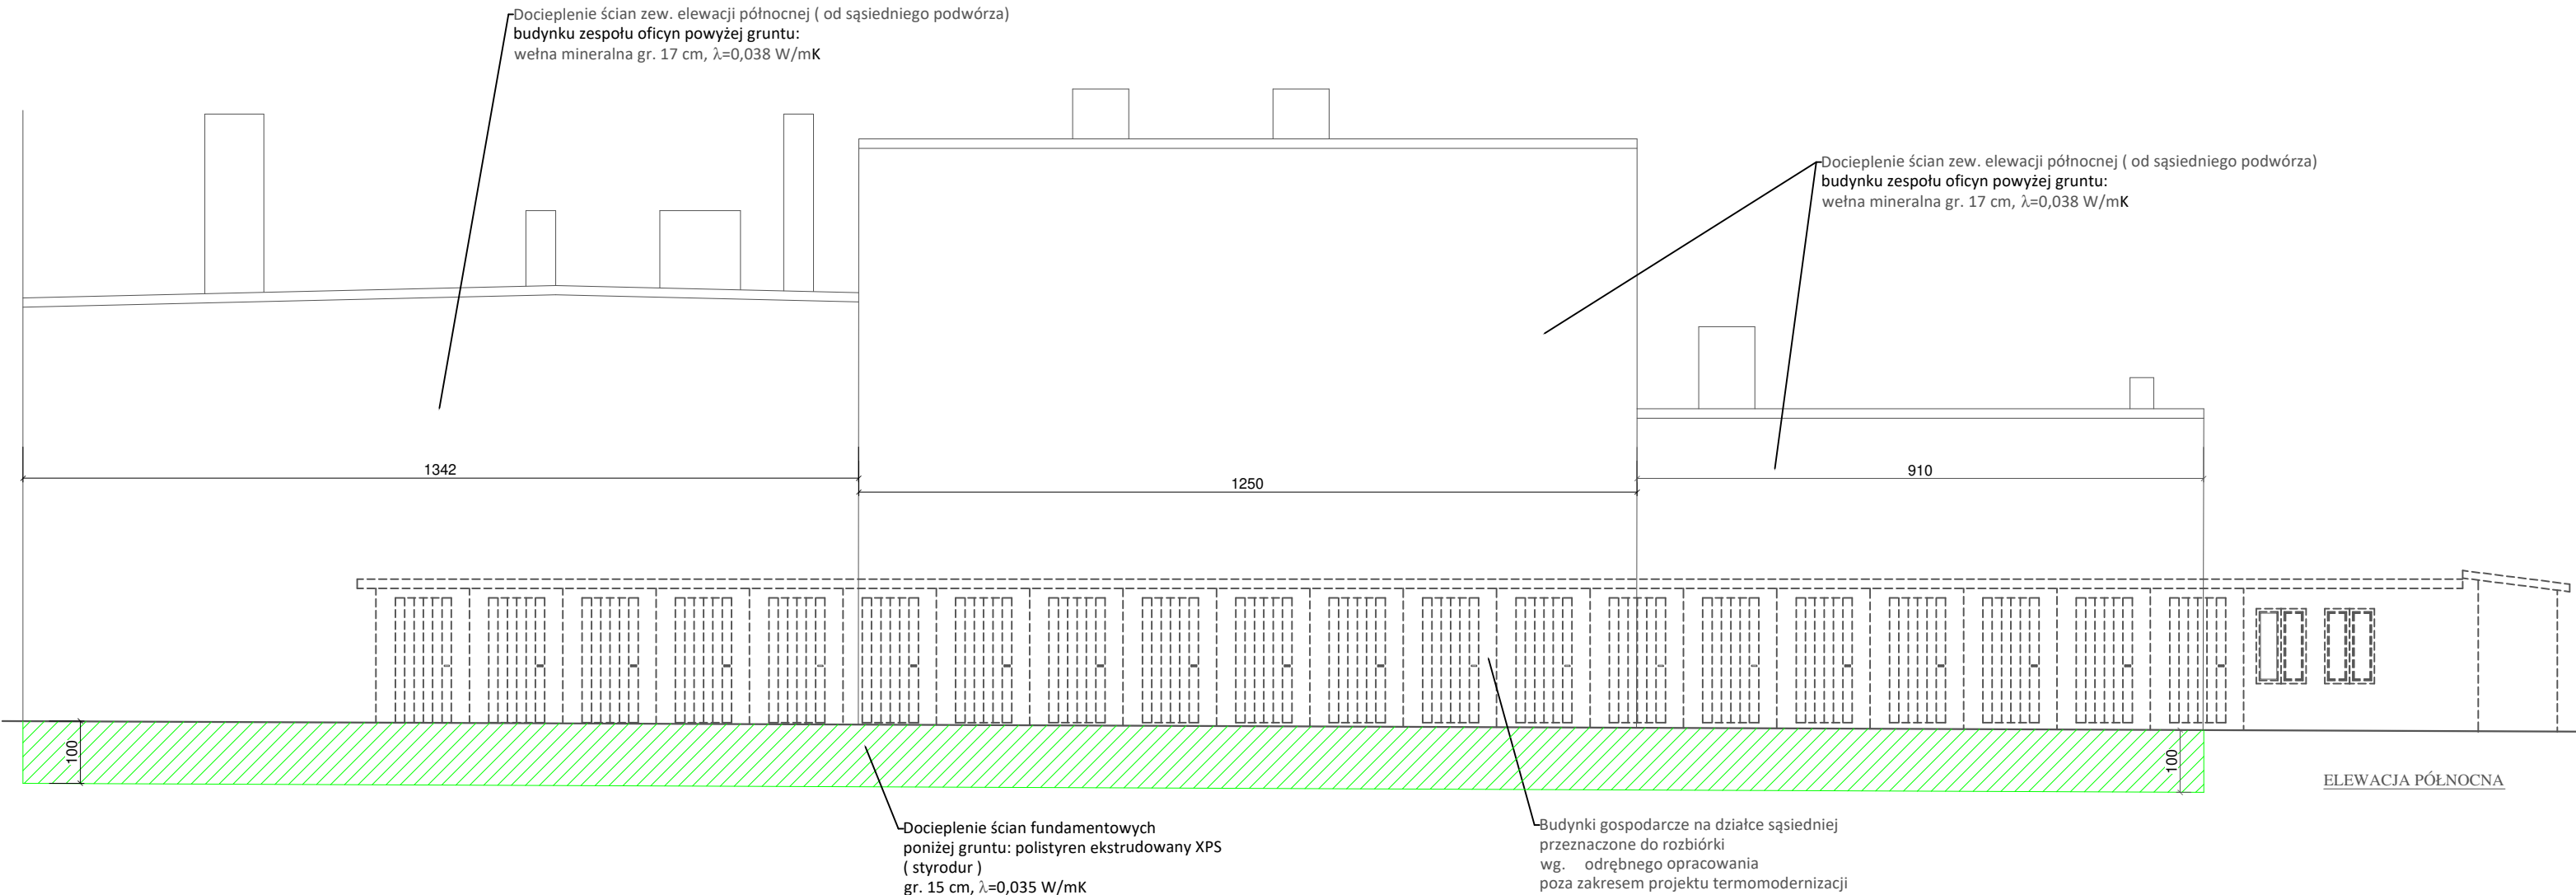 Docieplenie ścian zew. elewacji północnej ( od sąsiedniego podwórza)
budynku zespołu oficyn powyżej gruntu:
wełna mineralna gr. 17 cm, λ=0,038 W/mK
Docieplenie ścian zew. elewacji północnej ( od sąsiedniego podwórza)
budynku zespołu oficyn powyżej gruntu:
wełna mineralna gr. 17 cm, λ=0,038 W/mK
1342
1250
910
100
100
ELEWACJA PÓŁNOCNA
Docieplenie ścian fundamentowych
poniżej gruntu: polistyren ekstrudowany XPS
( styrodur )
gr. 15 cm, λ=0,035 W/mK
Budynki gospodarcze na działce sąsiedniej
przeznaczone do rozbiórki
wg. odrębnego opracowania
poza zakresem projektu termomodernizacji